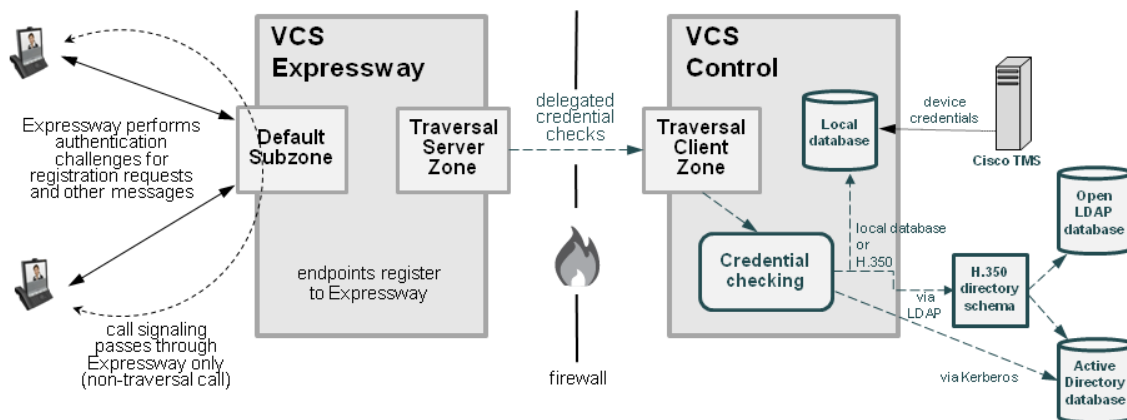 VCS
Expressway
VCS
Control
Expressway performs
authentication
challenges for
registration requests
and other messages
Default
Subzone
Traversal
Server
Zone
delegated
credential
checks
Traversal
Client
Zone
Local
database
device
credentials
Cisco TMS
Open
LDAP
database
local database
or
H.350
Credential
checking
via
LDAP
H.350
directory
schema
endpoints register
to Expressway
call signaling
passes through
Expressway only
(non-traversal call)
firewall
via Kerberos
Active
Directory
database